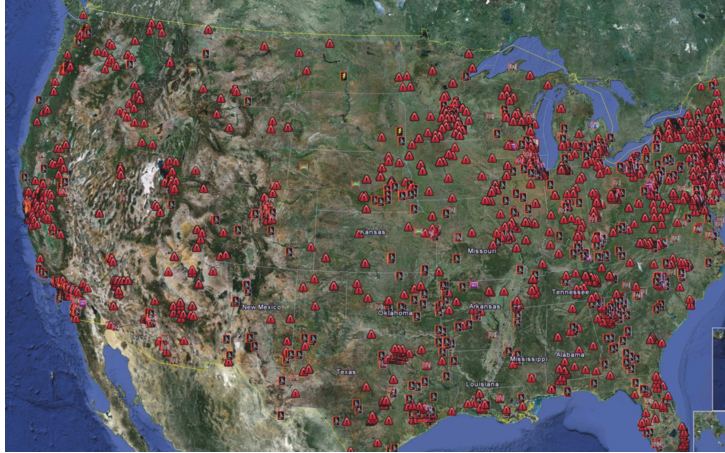 Kansas
Missouri
New Mexico
Oklahoma
Arkansas
Tennessee
Mississippi
Alabama
Texas
Louisiana